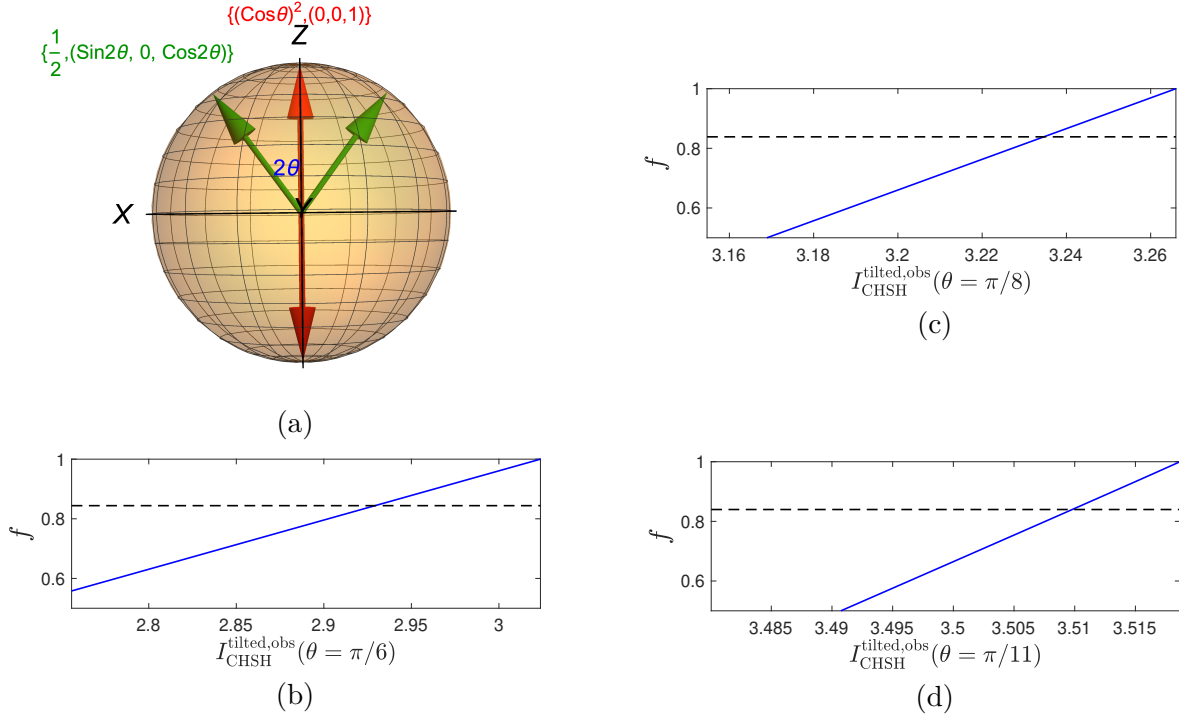 {(Cosθ)²,(0,0,1)}
Z
{1/2,(Sin2θ, 0, Cos2θ)}
2θ
Y
X
(a)
1
0.8
0.6
f
2.8 2.85 2.9 2.95 3
I_CHSH^tilted,obs(θ = π/6)
(b)
1
0.8
0.6
f
3.16 3.18 3.2 3.22 3.24 3.26
I_CHSH^tilted,obs(θ = π/8)
(c)
1
0.8
0.6
f
3.485 3.49 3.495 3.5 3.505 3.51 3.515
I_CHSH^tilted,obs(θ = π/11)
(d)